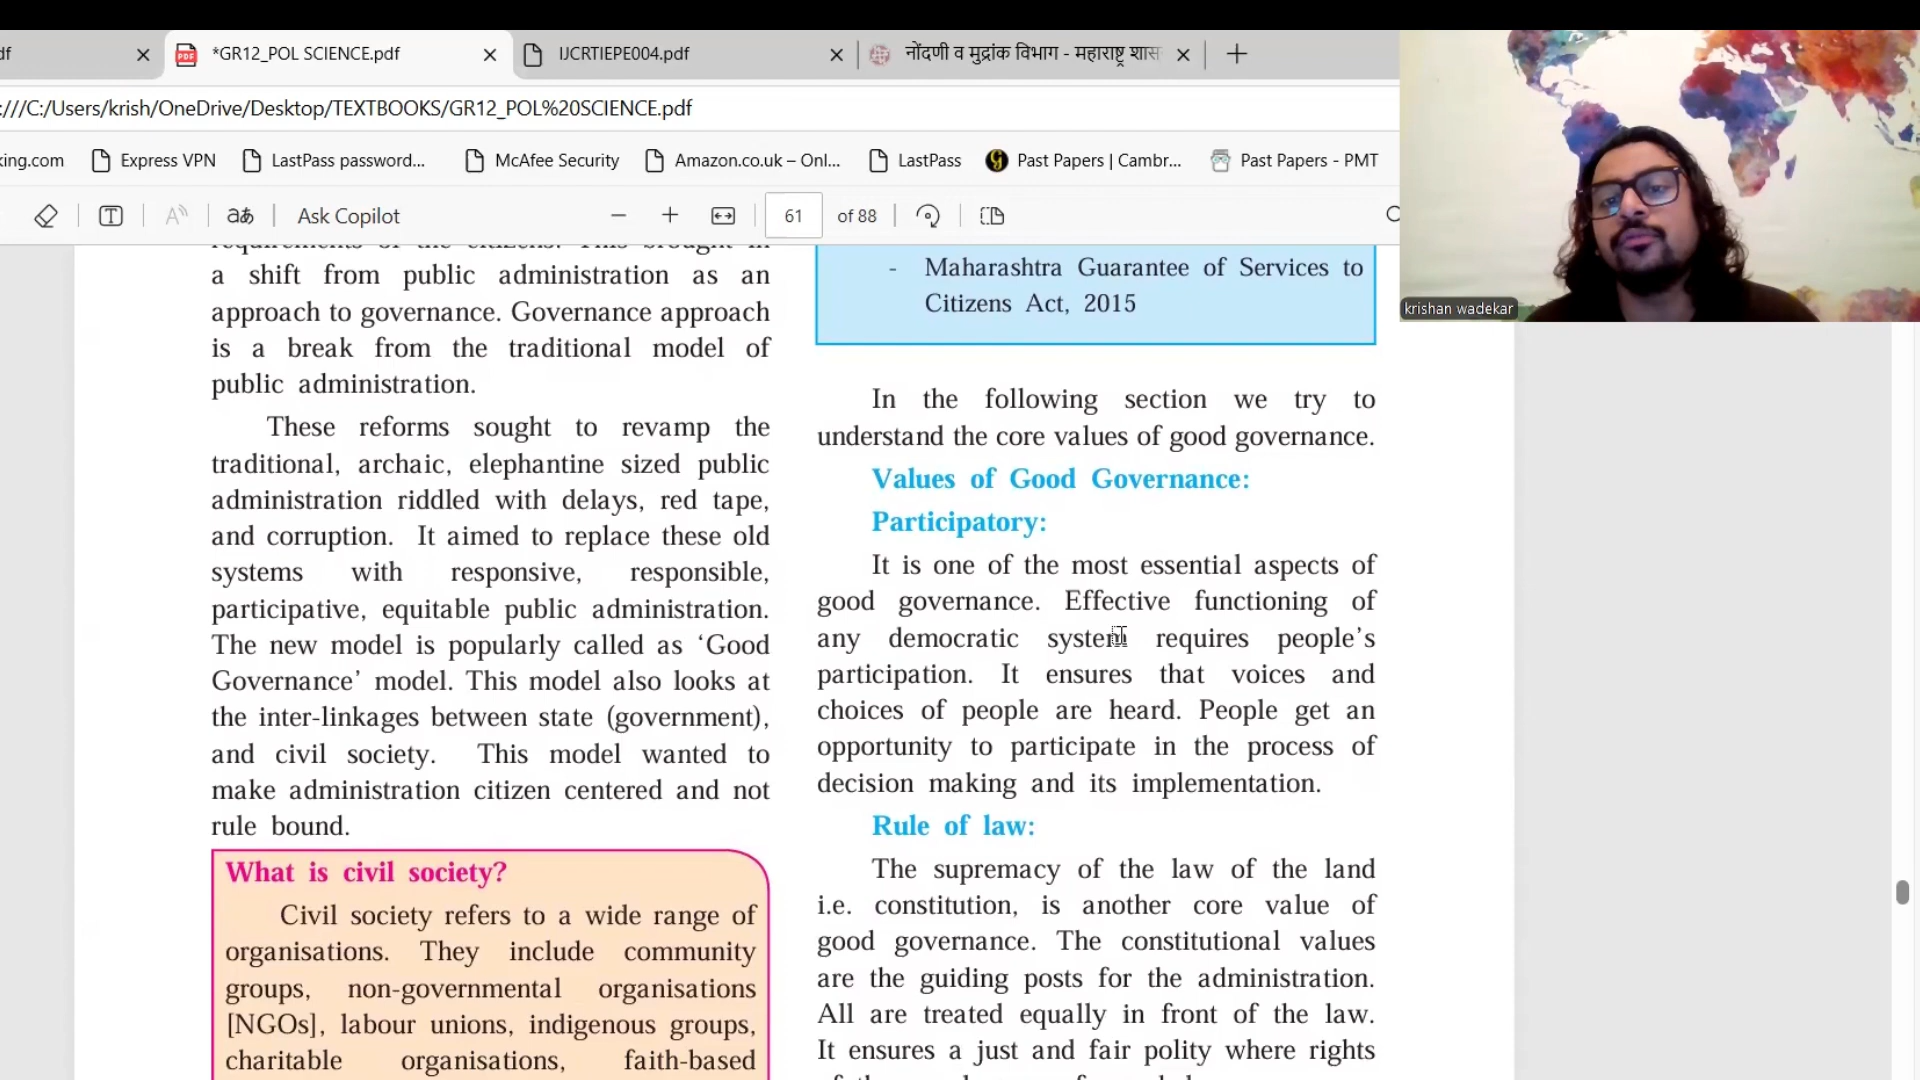 df
*GR12_POL SCIENCE.pdf
IJCRTIEPE004.pdf
नोंदणी व मुद्रांक विभाग - महाराष्ट्र शास
:///C:/Users/krish/OneDrive/Desktop/TEXTBOOKS/GR12_POL%20SCIENCE.pdf
king.com
Express VPN
LastPass password...
McAfee Security
Amazon.co.uk – Onl...
LastPass
Past Papers | Cambr...
Past Papers - PMT
Ask Copilot
61 of 88
krishan wadekar
requirements of the citizens. This brought in
a shift from public administration as an
approach to governance. Governance approach
is a break from the traditional model of
public administration.
These reforms sought to revamp the
traditional, archaic, elephantine sized public
administration riddled with delays, red tape,
and corruption. It aimed to replace these old
systems with responsive, responsible,
participative, equitable public administration.
The new model is popularly called as ‘Good
Governance’ model. This model also looks at
the inter-linkages between state (government),
and civil society. This model wanted to
make administration citizen centered and not
rule bound.
What is civil society?
Civil society refers to a wide range of
organisations. They include community
groups, non-governmental organisations
[NGOs], labour unions, indigenous groups,
charitable organisations, faith-based
- Maharashtra Guarantee of Services to
Citizens Act, 2015
In the following section we try to
understand the core values of good governance.
Values of Good Governance:
Participatory:
It is one of the most essential aspects of
good governance. Effective functioning of
any democratic system requires people’s
participation. It ensures that voices and
choices of people are heard. People get an
opportunity to participate in the process of
decision making and its implementation.
Rule of law:
The supremacy of the law of the land
i.e. constitution, is another core value of
good governance. The constitutional values
are the guiding posts for the administration.
All are treated equally in front of the law.
It ensures a just and fair polity where rights